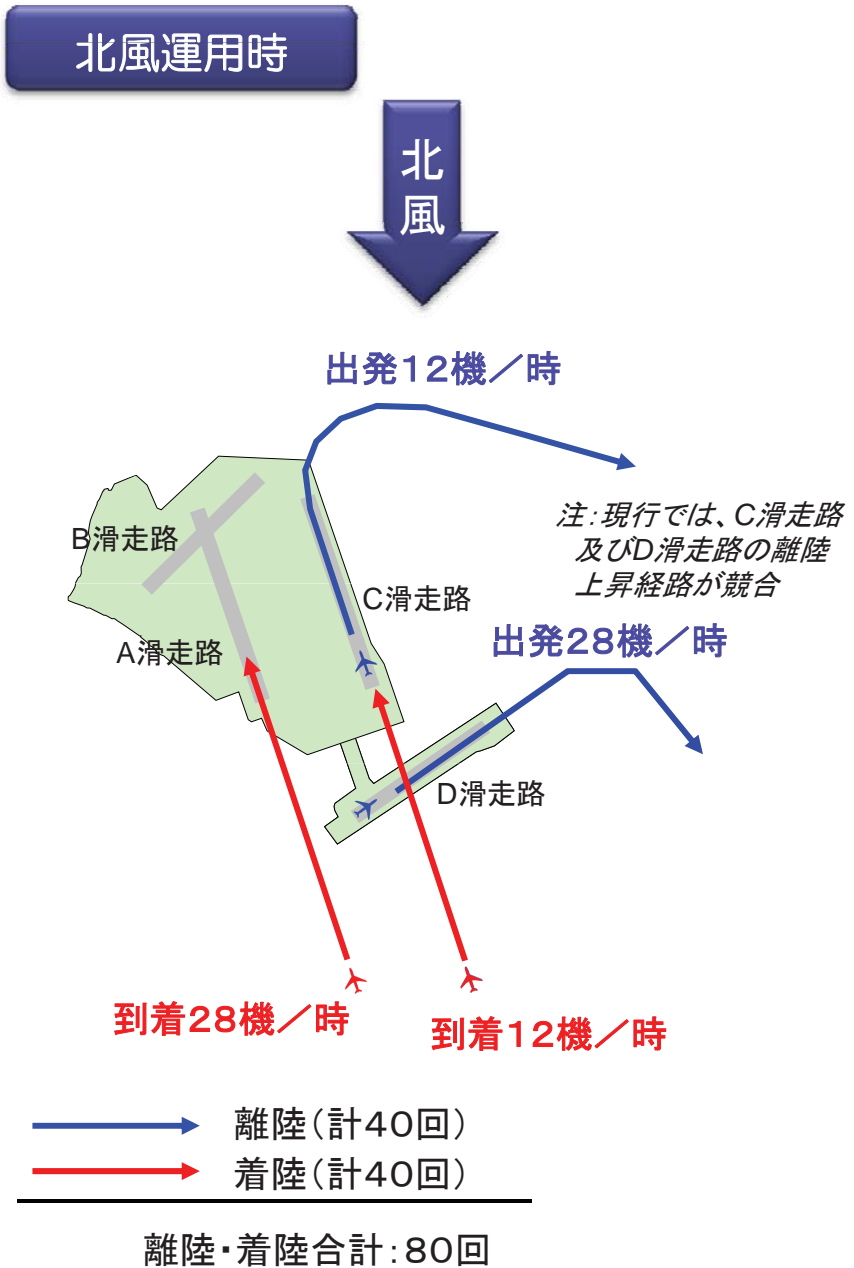 北風運用時
北
風
出発12機／時
注:現行では、C滑走路
及びD滑走路の離陸
上昇経路が競合
B滑走路
C滑走路
出発28機／時
A滑走路
D滑走路
到着28機／時
到着12機／時
離陸(計40回)
着陸(計40回)
離陸・着陸合計:80回